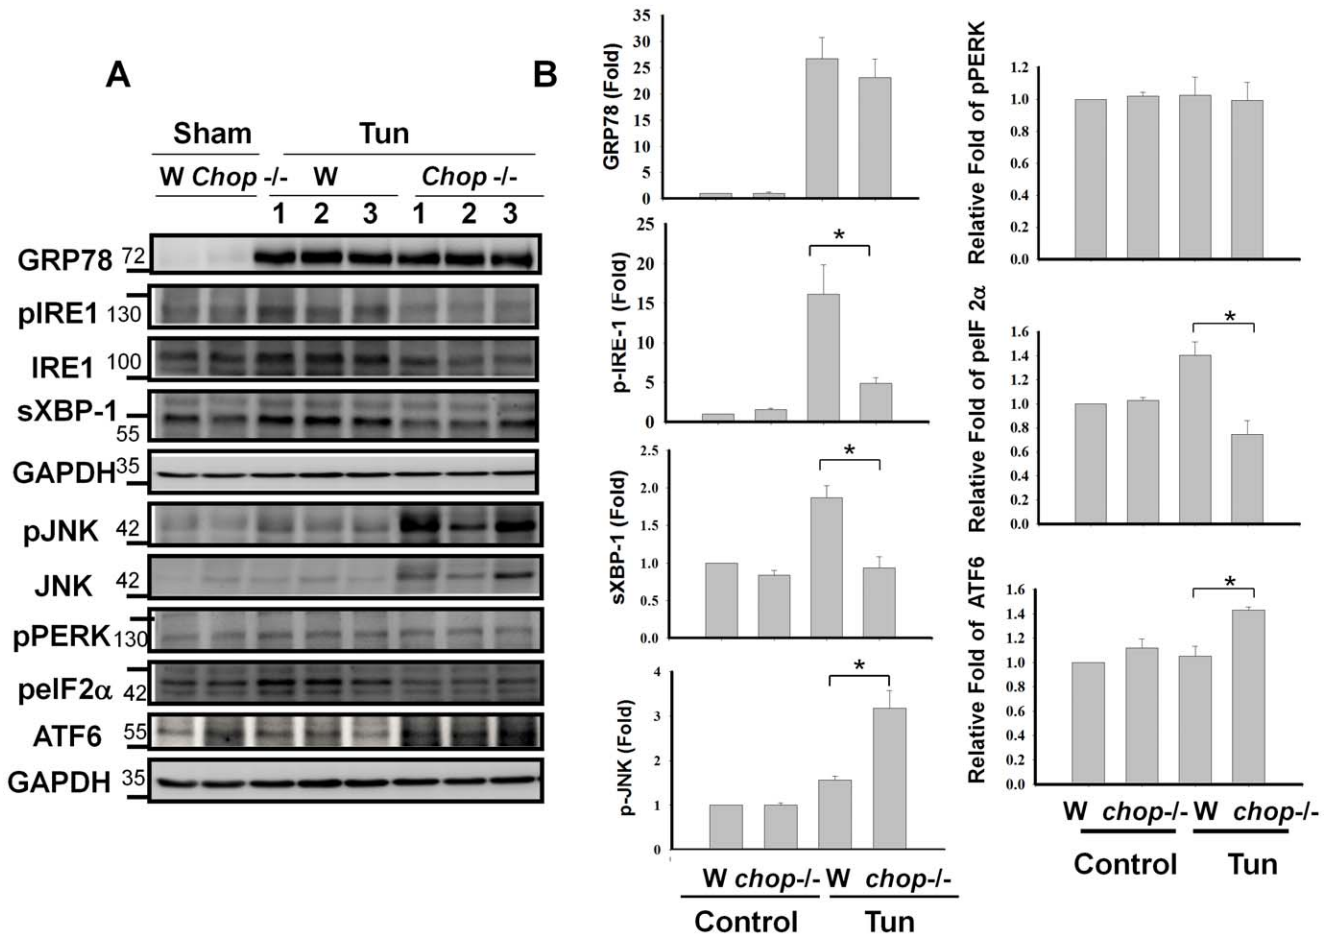 A
Sham Tun
W Chop -/- W Chop -/-
1 2 3 1 2 3
GRP78 72
pIRE1 130
IRE1 100
sXBP-1
55
GAPDH 35
pJNK 42
JNK 42
pPERK 130
peIF2α 42
ATF6 55
GAPDH 35
B
GRP78 (Fold)
35
30
25
20
15
10
5
0
p-IRE-1 (Fold)
25
20
15
10
5
0
*
sXBP-1 (Fold)
2.5
2.0
1.5
1.0
0.5
0.0
*
p-JNK (Fold)
4
3
2
1
0
*
W chop-/- W chop-/-
Control Tun
Relative Fold of pPERK
1.2
1.0
0.8
0.6
0.4
0.2
0.0
Relative Fold of peIF 2α
1.6
1.4
1.2
1.0
0.8
0.6
0.4
0.2
0.0
*
Relative Fold of ATF6
1.6
1.4
1.2
1.0
0.8
0.6
0.4
0.2
0.0
*
W chop-/- W chop-/-
Control Tun